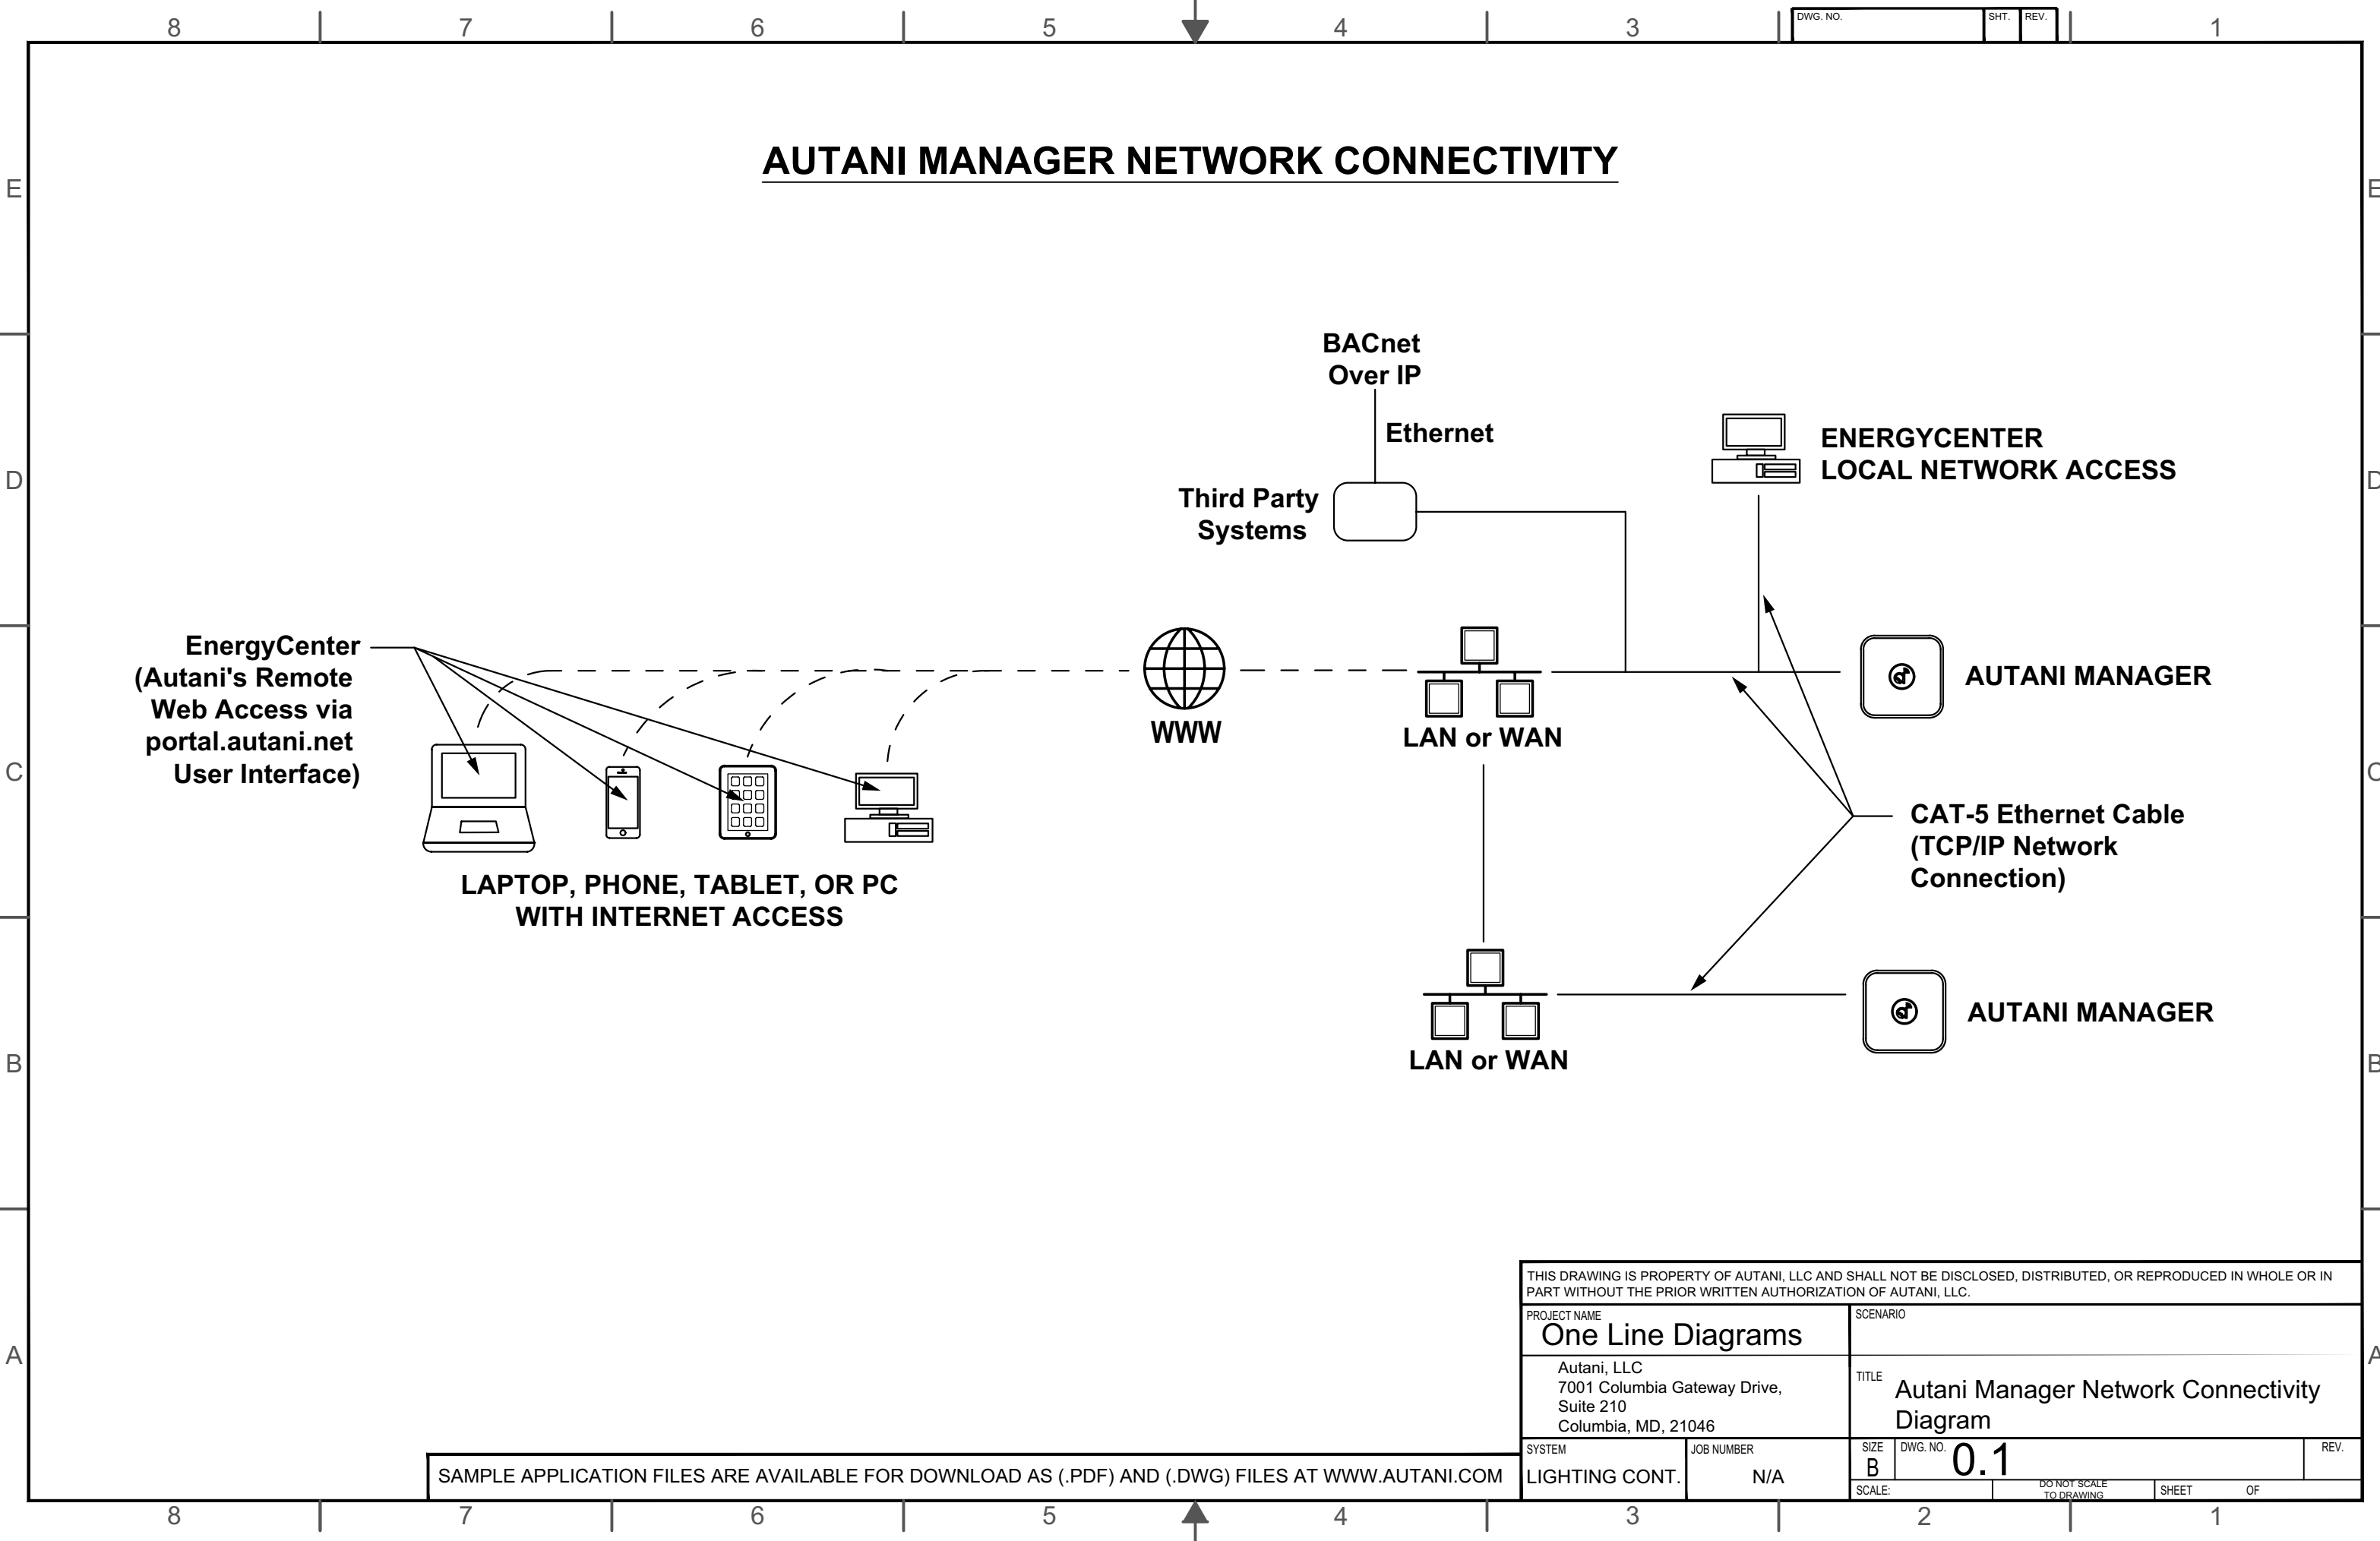 8 7 6 5 4 3 1
DWG. NO. SHT. REV.
AUTANI MANAGER NETWORK CONNECTIVITY
E E
BACnet
Over IP
Ethernet
ENERGYCENTER
LOCAL NETWORK ACCESS
D D
Third Party
Systems
EnergyCenter
(Autani's Remote
Web Access via
portal.autani.net
User Interface)
WWW
LAN or WAN
AUTANI MANAGER
C C
LAPTOP, PHONE, TABLET, OR PC
WITH INTERNET ACCESS
CAT-5 Ethernet Cable
(TCP/IP Network
Connection)
AUTANI MANAGER
LAN or WAN
B B
THIS DRAWING IS PROPERTY OF AUTANI, LLC AND SHALL NOT BE DISCLOSED, DISTRIBUTED, OR REPRODUCED IN WHOLE OR IN
PART WITHOUT THE PRIOR WRITTEN AUTHORIZATION OF AUTANI, LLC.
PROJECT NAME
One Line Diagrams
SCENARIO
A A
Autani, LLC
7001 Columbia Gateway Drive,
Suite 210
Columbia, MD, 21046
TITLE
Autani Manager Network Connectivity
Diagram
SYSTEM
LIGHTING CONT.
JOB NUMBER
N/A
SIZE
B
DWG. NO. 0.1
REV.
SCALE:
DO NOT SCALE
TO DRAWING
SHEET OF
SAMPLE APPLICATION FILES ARE AVAILABLE FOR DOWNLOAD AS (.PDF) AND (.DWG) FILES AT WWW.AUTANI.COM
8 7 6 5 4 3 2 1